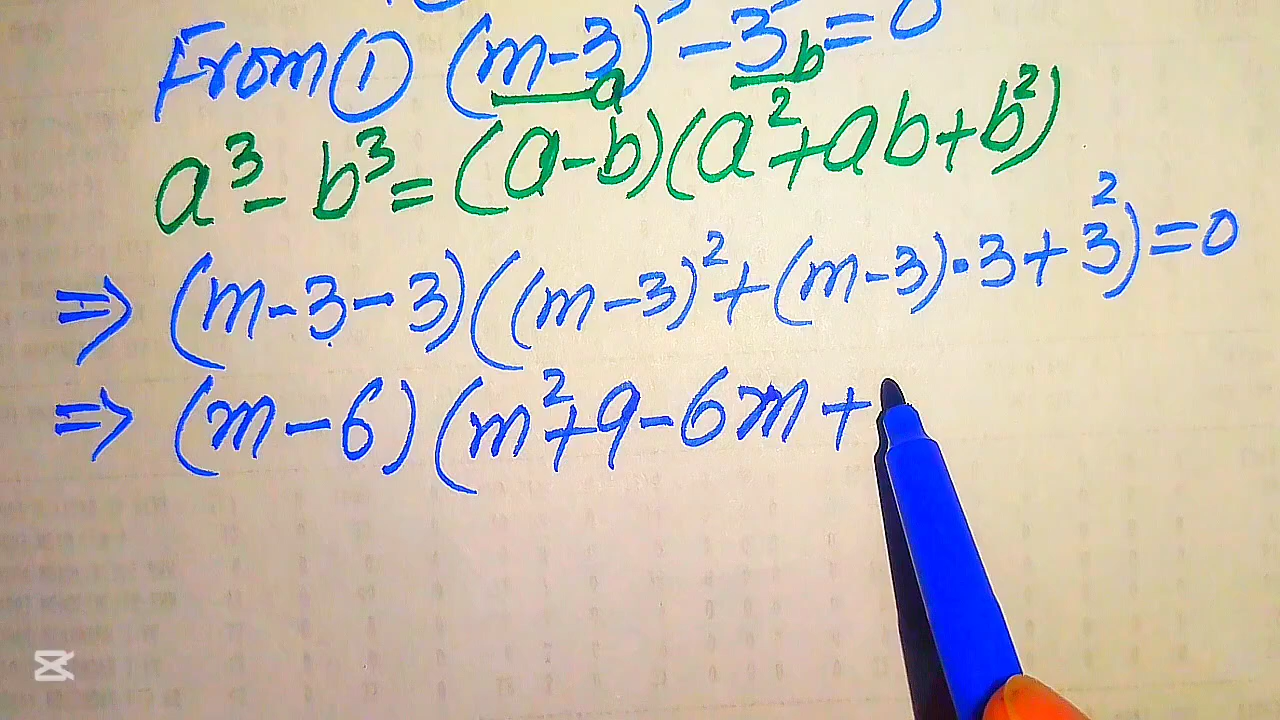 From ① (m-3)³ - 3³ = 0
a b
a³ - b³ = (a-b)(a²+ab+b²)
⇒ (m-3-3)((m-3)²+(m-3)·3+3²)=0
⇒ (m-6)(m²+9-6m+